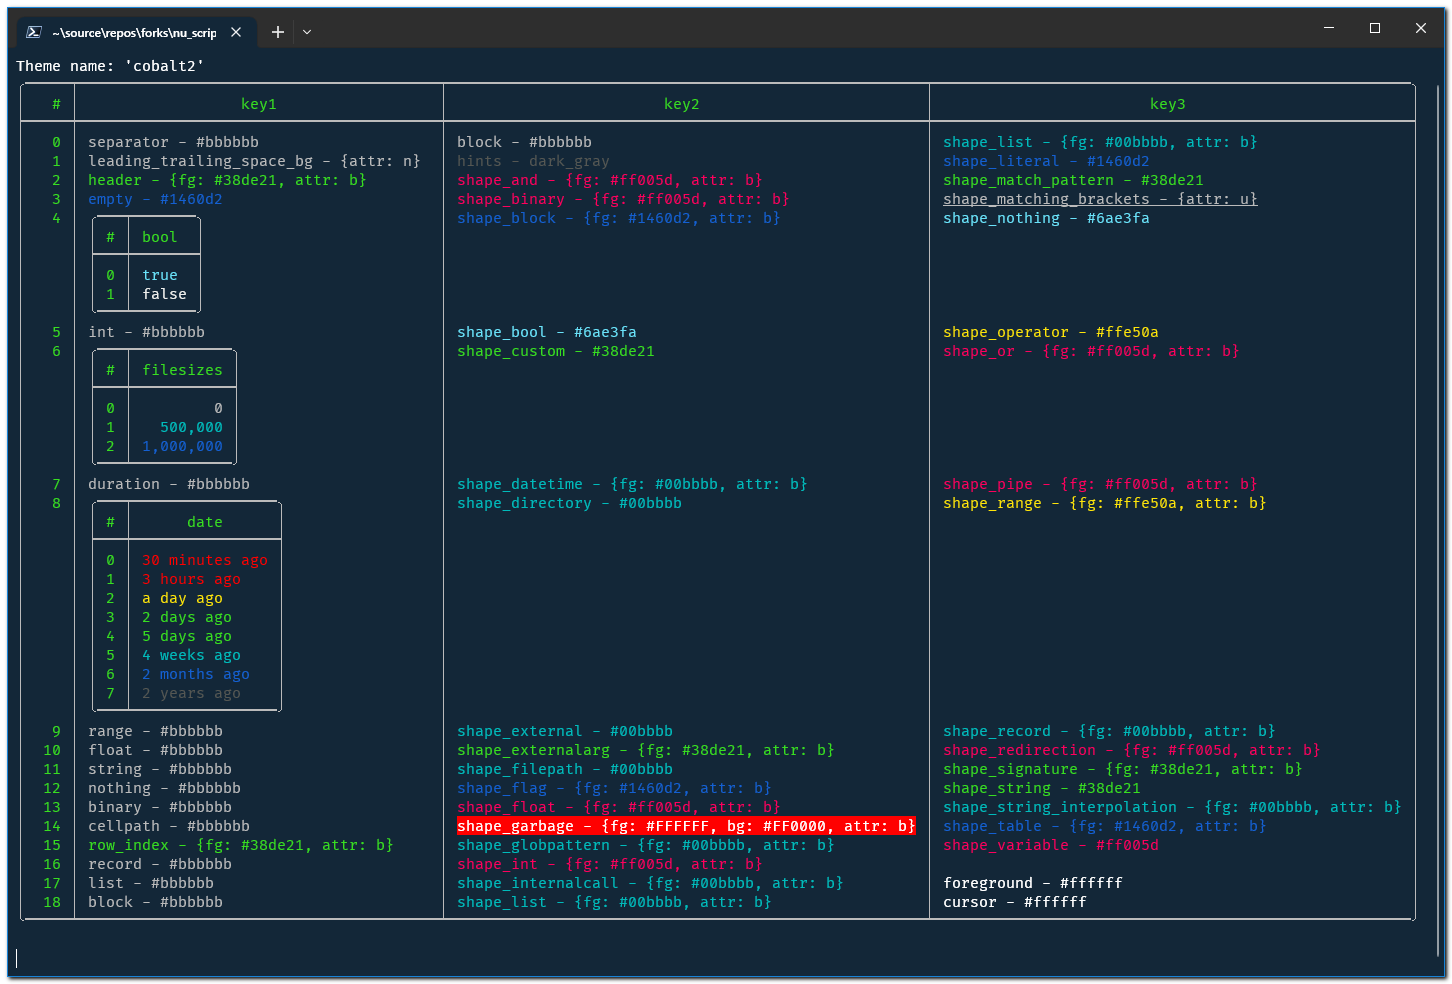 ~\source\repos\forks\nu_scrip
Theme name: 'cobalt2'
# key1 key2 key3
0 separator - #bbbbbb block - #bbbbbb shape_list - {fg: #00bbbb, attr: b}
1 leading_trailing_space_bg - {attr: n} hints - dark_gray shape_literal - #1460d2
2 header - {fg: #38de21, attr: b} shape_and - {fg: #ff005d, attr: b} shape_match_pattern - #38de21
3 empty - #1460d2 shape_binary - {fg: #ff005d, attr: b} shape_matching_brackets - {attr: u}
4 shape_block - {fg: #1460d2, attr: b} shape_nothing - #6ae3fa
# bool
0 true
1 false
5 int - #bbbbbb shape_bool - #6ae3fa shape_operator - #ffe50a
6 shape_custom - #38de21 shape_or - {fg: #ff005d, attr: b}
# filesizes
0 0
1 500,000
2 1,000,000
7 duration - #bbbbbb shape_datetime - {fg: #00bbbb, attr: b} shape_pipe - {fg: #ff005d, attr: b}
8 shape_directory - #00bbbb shape_range - {fg: #ffe50a, attr: b}
# date
0 30 minutes ago
1 3 hours ago
2 a day ago
3 2 days ago
4 5 days ago
5 4 weeks ago
6 2 months ago
7 2 years ago
9 range - #bbbbbb shape_external - #00bbbb shape_record - {fg: #00bbbb, attr: b}
10 float - #bbbbbb shape_externalarg - {fg: #38de21, attr: b} shape_redirection - {fg: #ff005d, attr: b}
11 string - #bbbbbb shape_filepath - #00bbbb shape_signature - {fg: #38de21, attr: b}
12 nothing - #bbbbbb shape_flag - {fg: #1460d2, attr: b} shape_string - #38de21
13 binary - #bbbbbb shape_float - {fg: #ff005d, attr: b} shape_string_interpolation - {fg: #00bbbb, attr: b}
14 cellpath - #bbbbbb shape_garbage - {fg: #FFFFFF, bg: #FF0000, attr: b} shape_table - {fg: #1460d2, attr: b}
15 row_index - {fg: #38de21, attr: b} shape_globpattern - {fg: #00bbbb, attr: b} shape_variable - #ff005d
16 record - #bbbbbb shape_int - {fg: #ff005d, attr: b}
17 list - #bbbbbb shape_internalcall - {fg: #00bbbb, attr: b} foreground - #ffffff
18 block - #bbbbbb shape_list - {fg: #00bbbb, attr: b} cursor - #ffffff